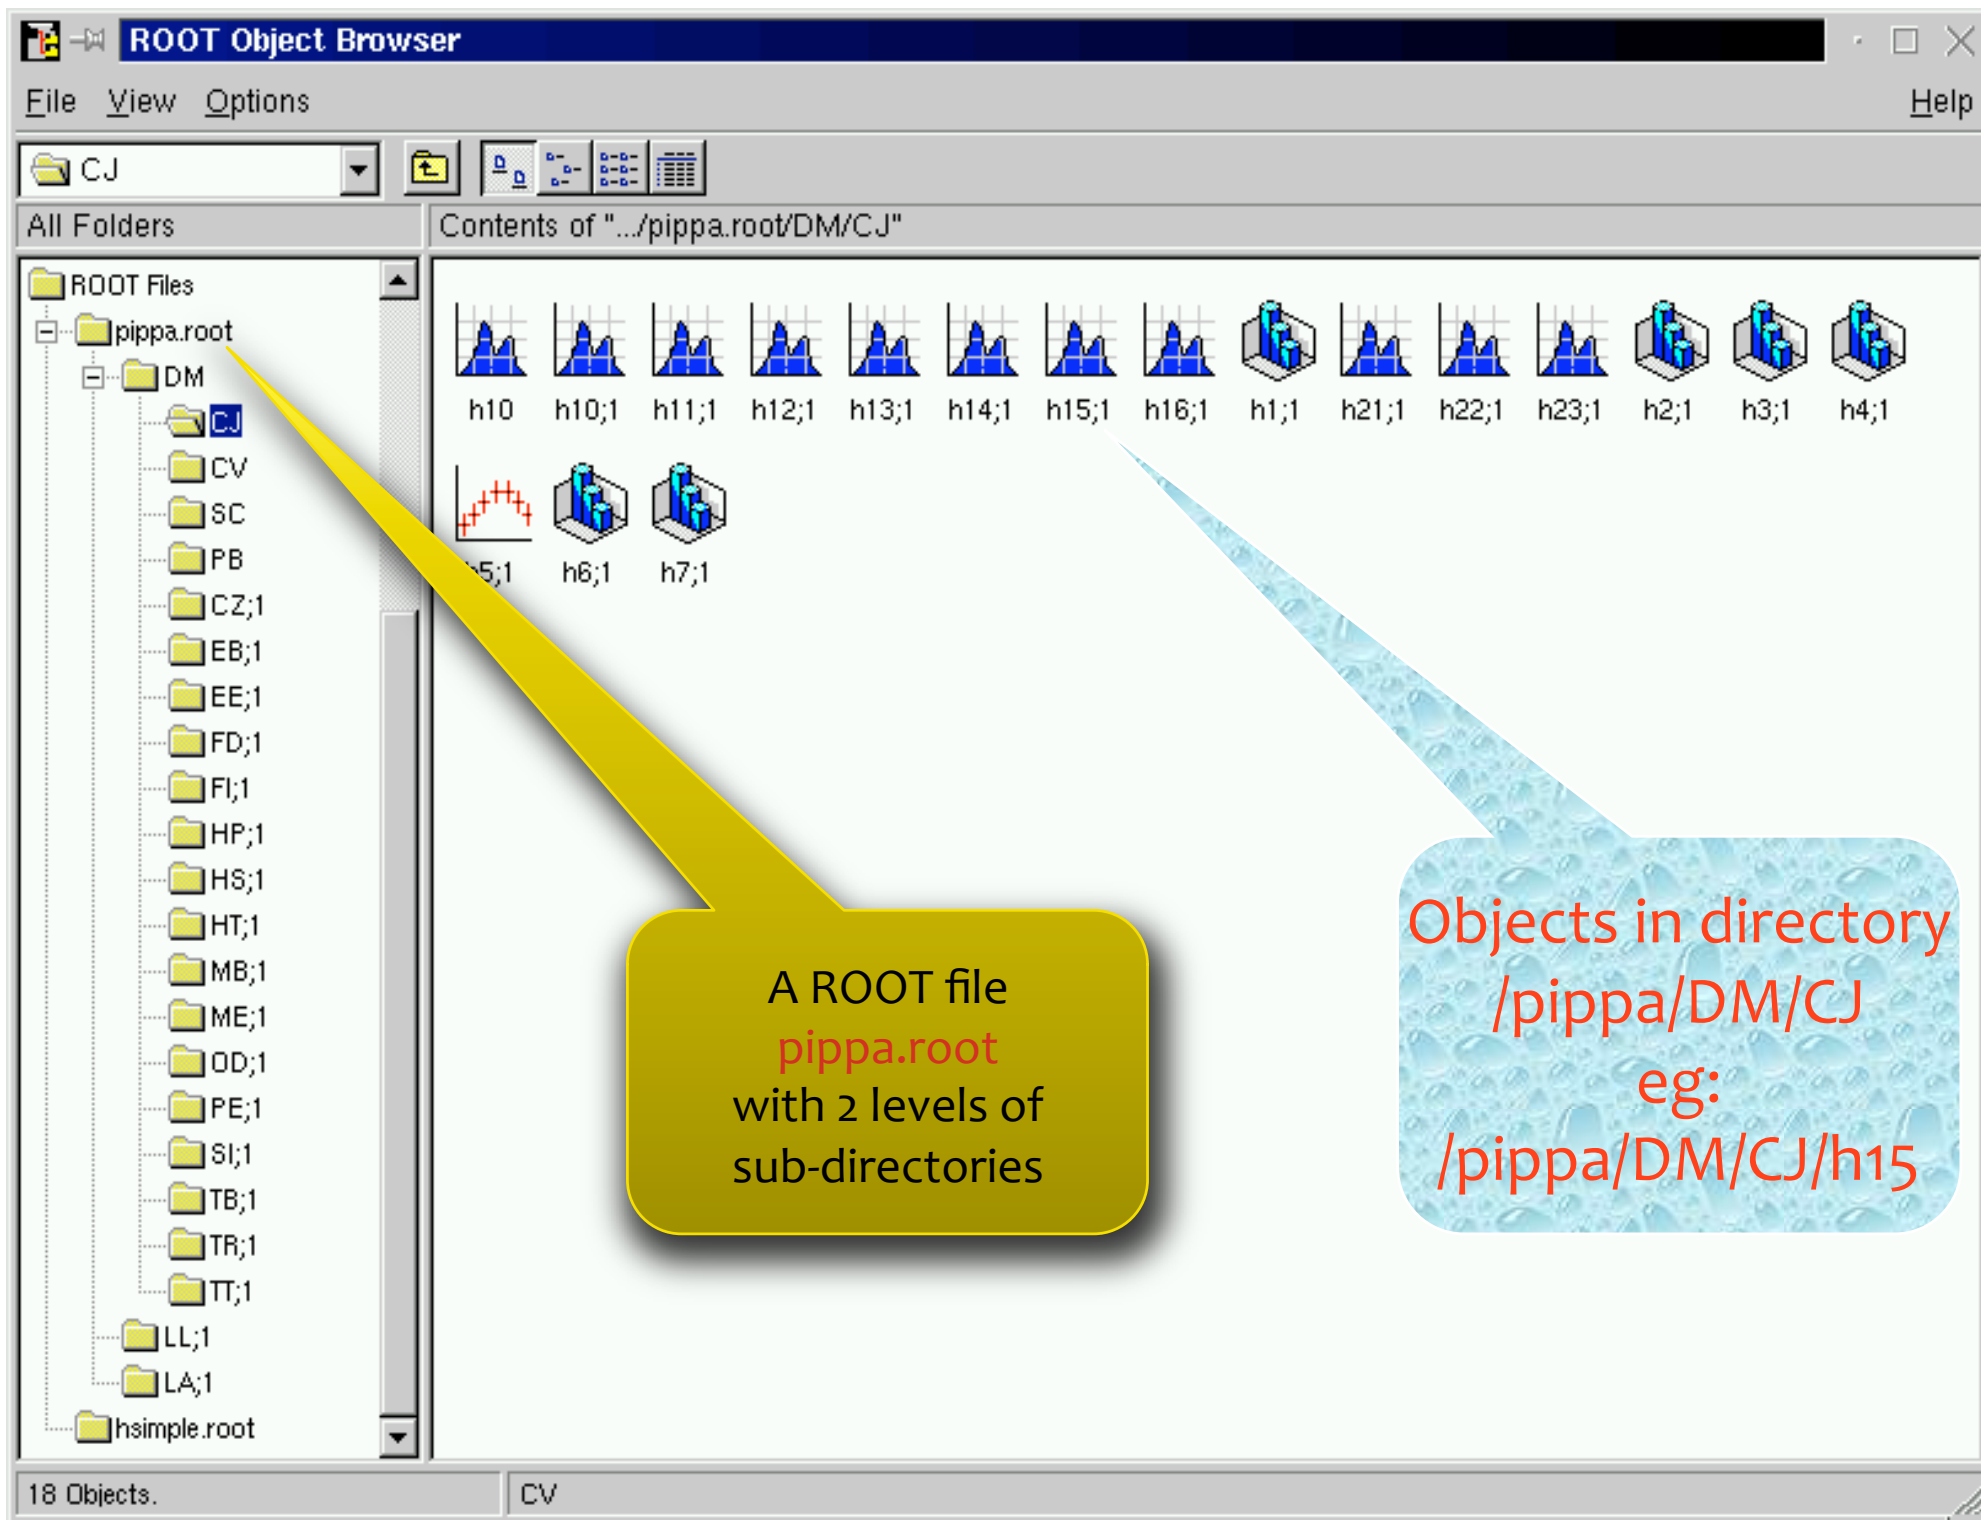 ROOT Object Browser
File View Options Help
CJ
All Folders
Contents of ".../pippa.root/DM/CJ"
ROOT Files
pippa.root
DM
CJ
CV
SC
PB
CZ;1
EB;1
EE;1
FD;1
FI;1
HP;1
HS;1
HT;1
MB;1
ME;1
OD;1
PE;1
SI;1
TB;1
TR;1
TT;1
LL;1
LA;1
hsimple.root
h10 h10;1 h11;1 h12;1 h13;1 h14;1 h15;1 h16;1 h1;1 h21;1 h22;1 h23;1 h2;1 h3;1 h4;1
h5;1 h6;1 h7;1
A ROOT file
pippa.root
with 2 levels of
sub-directories
Objects in directory
/pippa/DM/CJ
eg:
/pippa/DM/CJ/h15
18 Objects.
CV